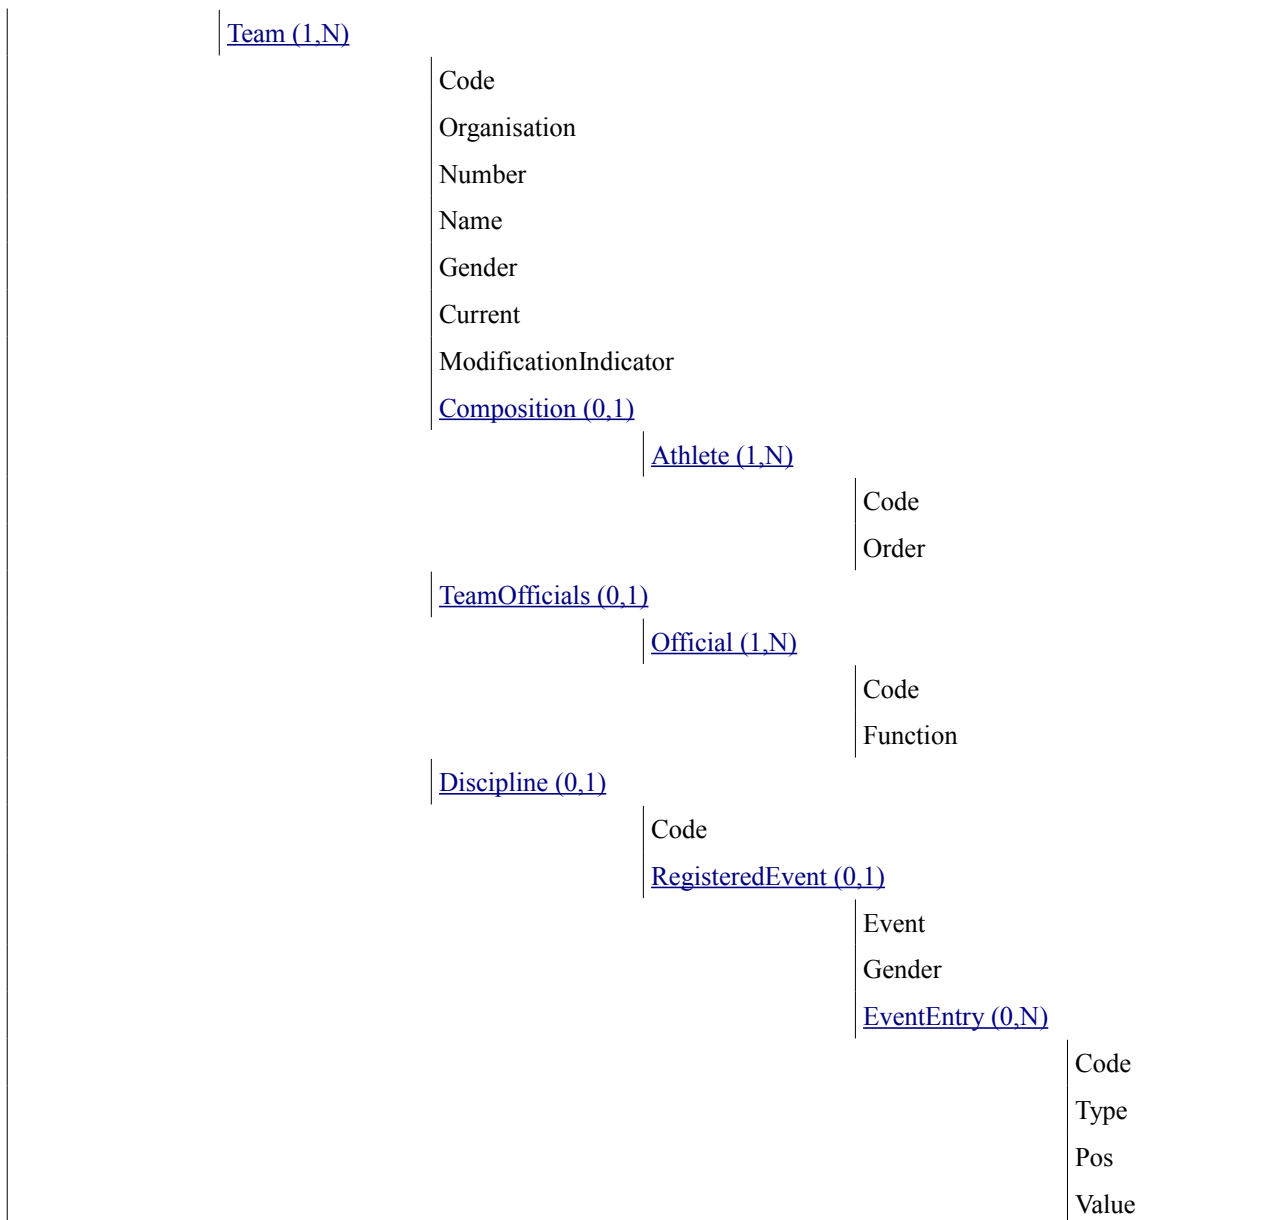 Team (1,N)
Code
Organisation
Number
Name
Gender
Current
ModificationIndicator
Composition (0,1)
Athlete (1,N)
Code
Order
TeamOfficials (0,1)
Official (1,N)
Code
Function
Discipline (0,1)
Code
RegisteredEvent (0,1)
Event
Gender
EventEntry (0,N)
Code
Type
Pos
Value